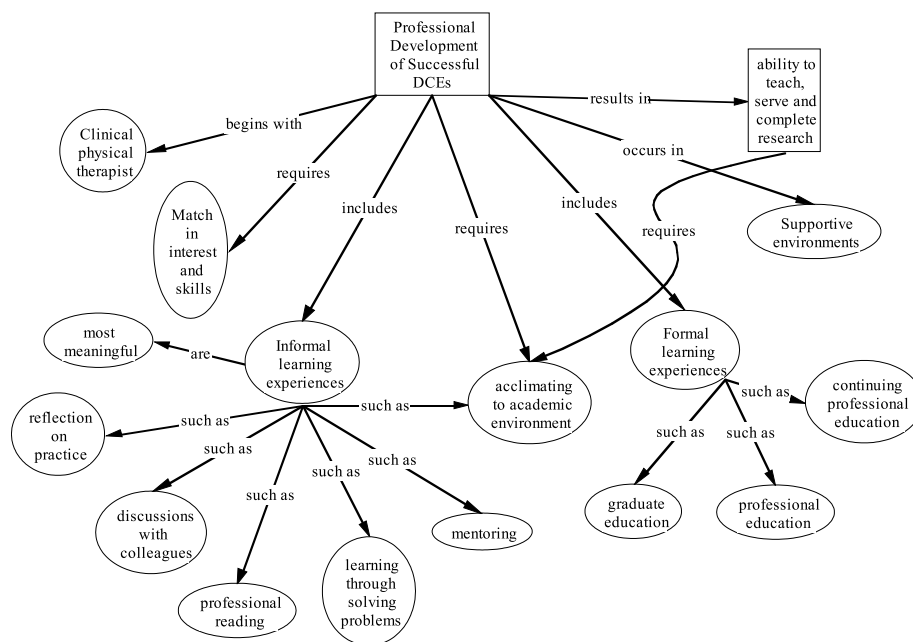 Professional
Development
of Successful
DCEs
ability to
teach,
serve and
complete
research
results in
begins with
Clinical
physical
therapist
occurs in
requires
Match
in
interest
and
skills
includes
requires
includes
requires
Supportive
environments
most
meaningful
are
Informal
learning
experiences
Formal
learning
experiences
acclimating
to academic
environment
such as
continuing
professional
education
such as
reflection
on
practice
such as
such as
such as
such as
such as
such as
such as
such as
graduate
education
professional
education
discussions
with
colleagues
mentoring
learning
through
solving
problems
professional
reading